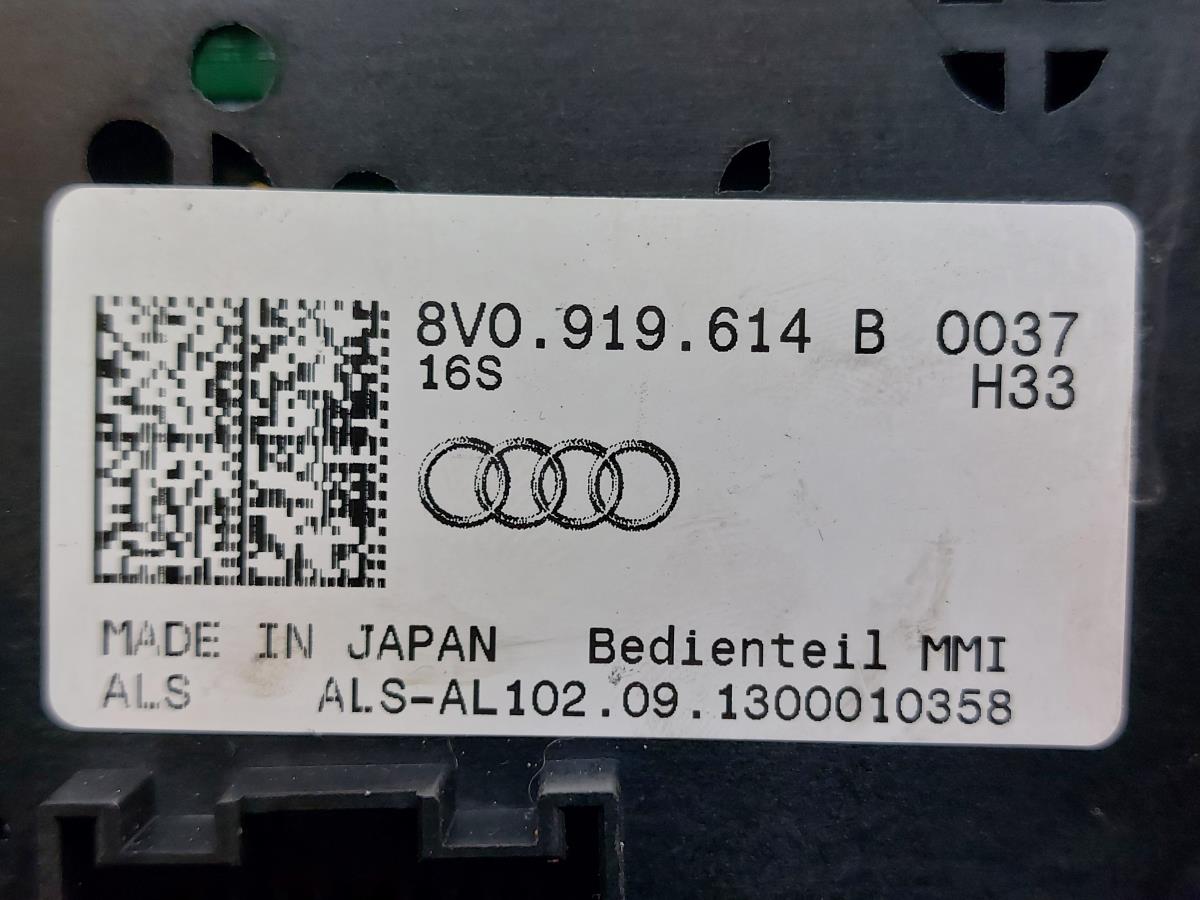 8V0.919.614 B 0037
16S H33
MADE IN JAPAN Bedienteil MMI
ALS ALS-AL102.09.1300010358